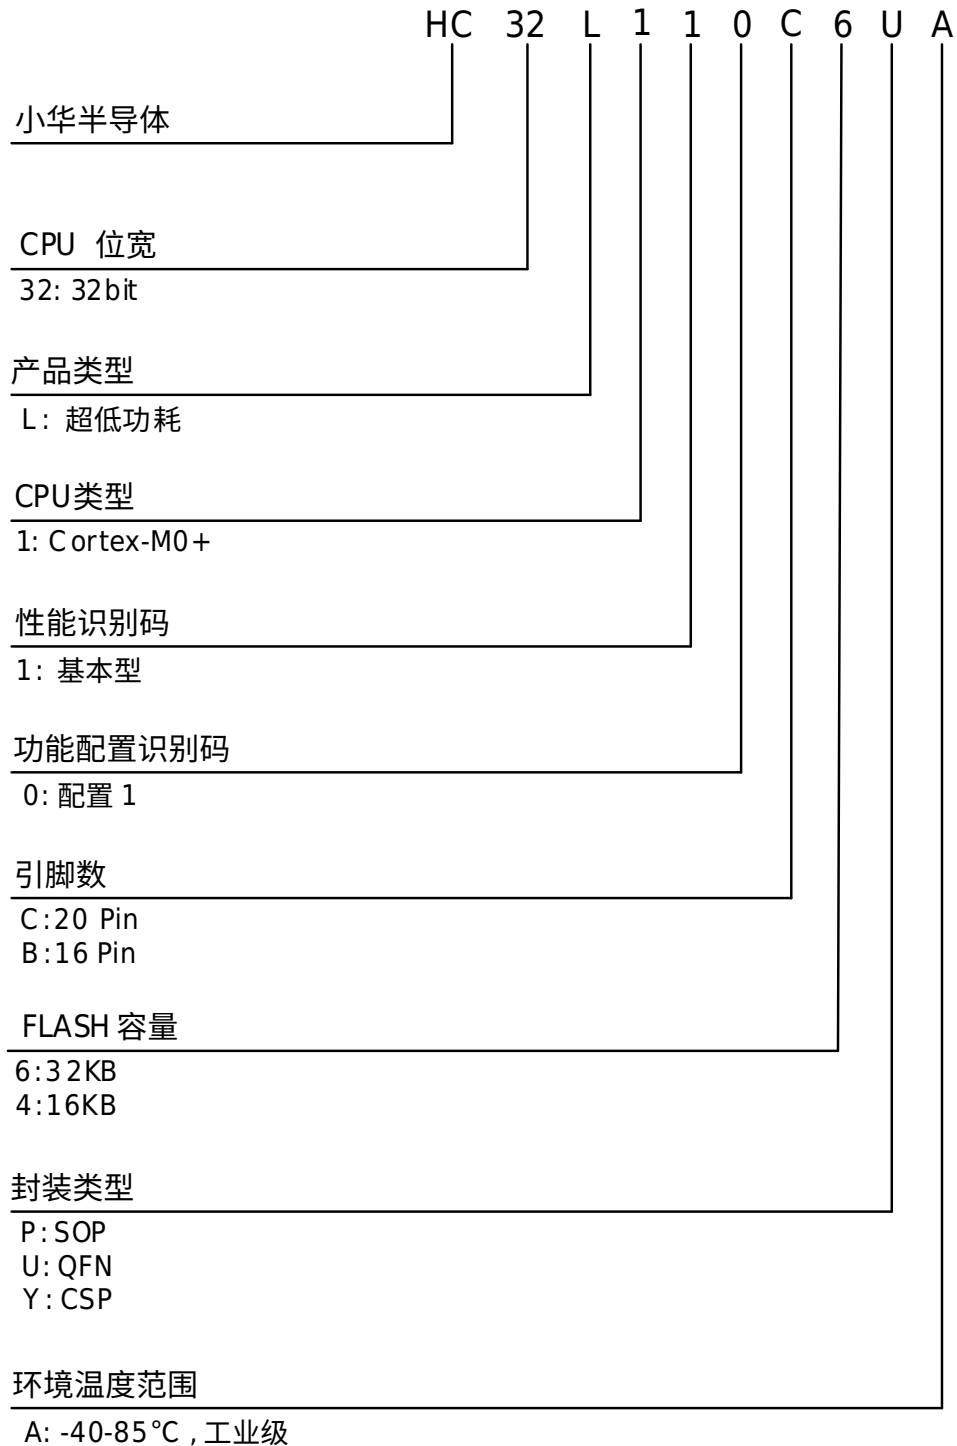 HC 32 L 1 1 0 C 6 U A
小华半导体
CPU 位宽
32: 32bit
产品类型
L: 超低功耗
CPU类型
1: Cortex-M0+
性能识别码
1: 基本型
功能配置识别码
0: 配置 1
引脚数
C:20 Pin
B:16 Pin
FLASH 容量
6:32KB
4:16KB
封装类型
P: SOP
U: QFN
Y: CSP
环境温度范围
A: -40-85℃ , 工业级